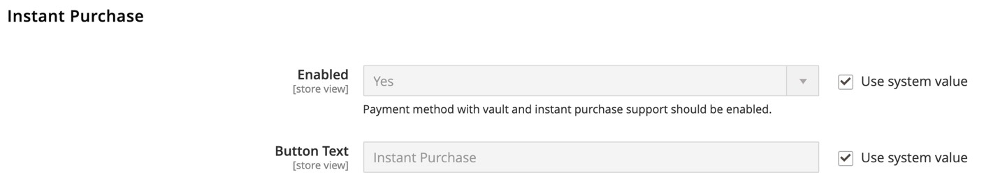 Instant Purchase
Enabled
[store view]
Yes
Use system value
Payment method with vault and instant purchase support should be enabled.
Button Text
[store view]
Instant Purchase
Use system value